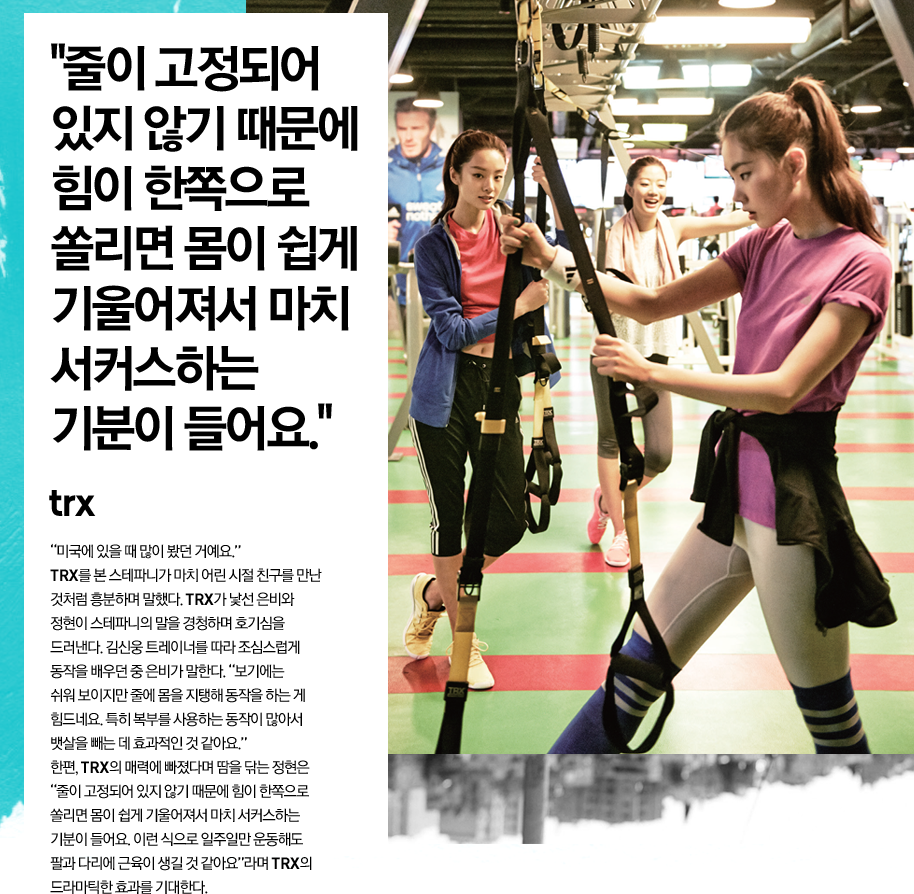 "줄이 고정되어
있지 않기 때문에
힘이 한쪽으로
쏠리면 몸이 쉽게
기울어져서 마치
서커스하는
기분이 들어요."
trx
“미국에 있을 때 많이 봤던 거예요.”
TRX를 본 스테파니가 마치 어린 시절 친구를 만난
것처럼 흥분하며 말했다. TRX가 낯선 은비와
정현이 스테파니의 말을 경청하며 호기심을
드러낸다. 김신웅 트레이너를 따라 조심스럽게
동작을 배우던 중 은비가 말한다. “보기에는
쉬워 보이지만 줄에 몸을 지탱해 동작을 하는 게
힘드네요. 특히 복부를 사용하는 동작이 많아서
뱃살을 빼는 데 효과적인 것 같아요.”
한편, TRX의 매력에 빠졌다며 땀을 닦는 정현은
“줄이 고정되어 있지 않기 때문에 힘이 한쪽으로
쏠리면 몸이 쉽게 기울어져서 마치 서커스하는
기분이 들어요. 이런 식으로 일주일만 운동해도
팔과 다리에 근육이 생길 것 같아요”라며 TRX의
드라마틱한 효과를 기대한다.
TRX
TRX